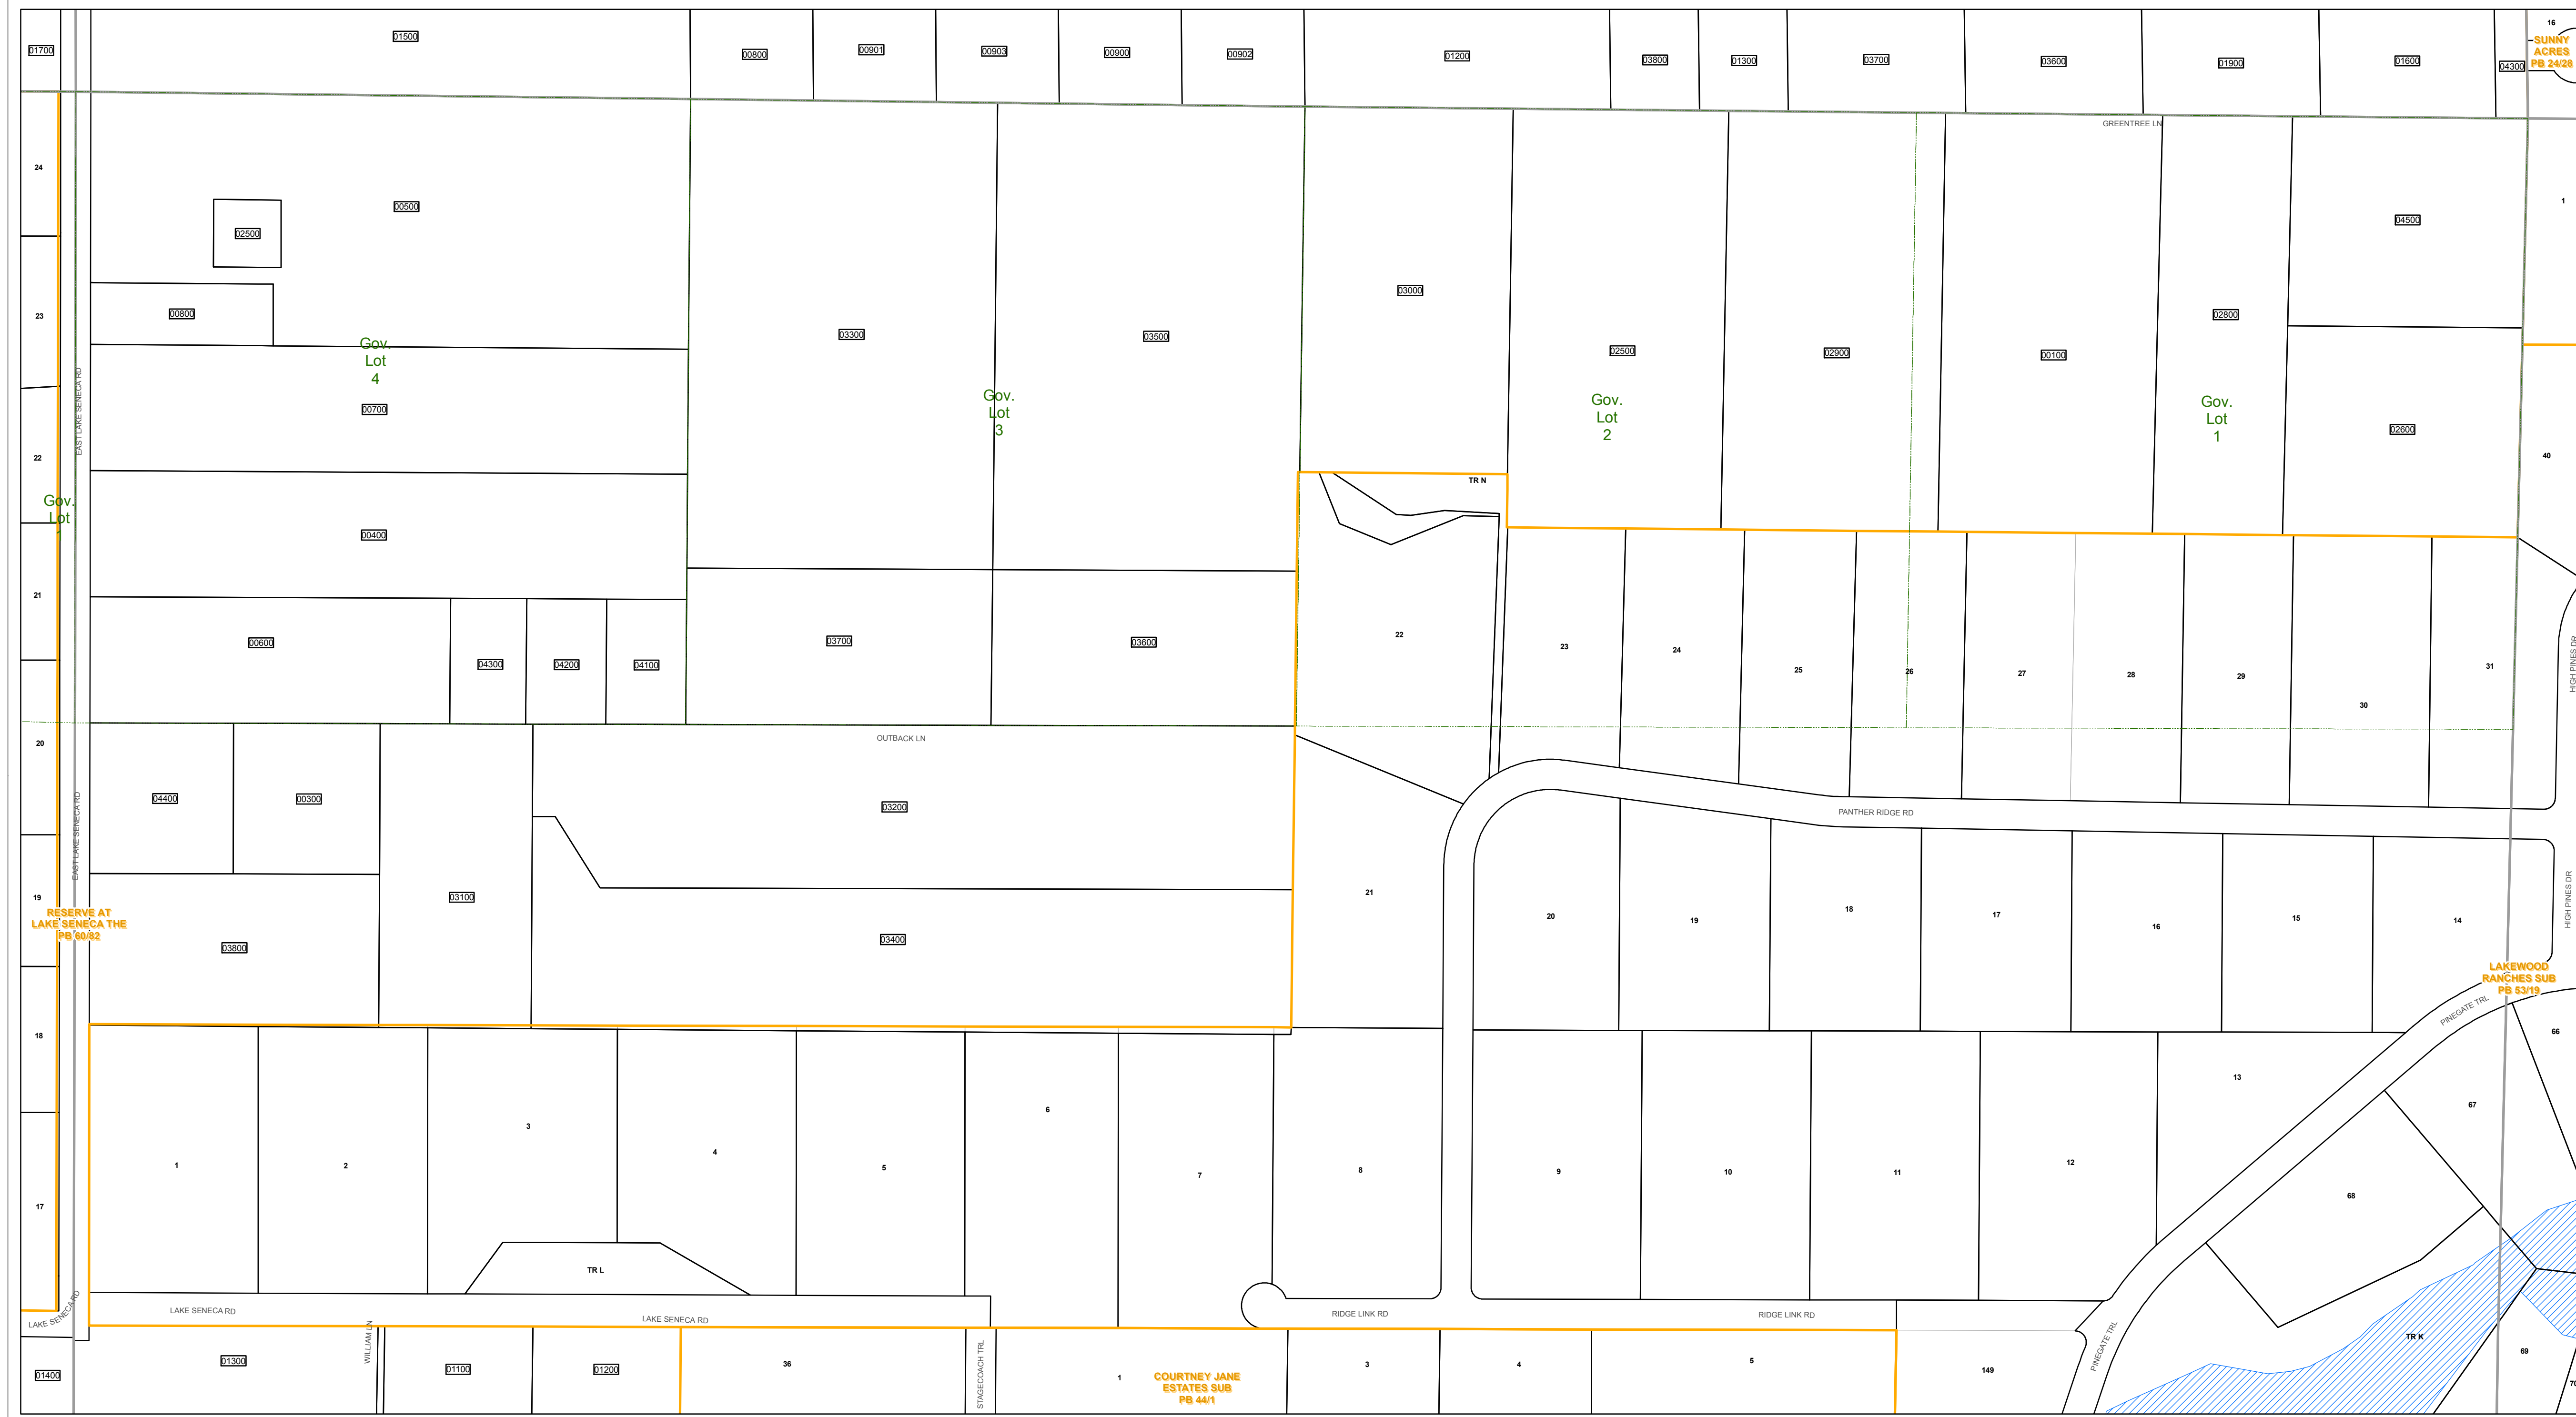 01700
01500
00800
00901
00903
00900
00902
01200
03800
01300
03700
03600
01900
01600
04300
16
SUNNY
ACRES
PB 24/28
GREENTREE LN
24
00500
02500
23
00800
Gov.
Lot
4
00700
EAST LAKE SENECA RD
22
Gov.
Lot
1
00400
21
00600
04300
04200
04100
03300
03500
Gov.
Lot
3
03700
03600
03000
02500
Gov.
Lot
2
02900
00100
02800
Gov.
Lot
1
04500
02600
1
40
TR N
22
23
24
25
26
27
28
29
30
31
HIGH PINES DR
20
OUTBACK LN
04400
00300
03200
EAST LAKE SENECA RD
19
03100
RESERVE AT
LAKE SENECA THE
PB 60/82
03800
03400
21
PANTHER RIDGE RD
20
19
18
17
16
15
14
HIGH PINES DR
LAKEWOOD
RANCHES SUB
PB 53/19
PINEGATE TRL
66
18
17
1
2
3
4
5
6
7
8
9
10
11
12
13
67
68
TR L
LAKE SENECA RD
LAKE SENECA RD
LAKE SENECA RD
RIDGE LINK RD
RIDGE LINK RD
PINEGATE TRL
TR K
69
70
01400
01300
WILLIAM LN
01100
01200
36
STAGECOACH TRL
1
COURTNEY JANE
ESTATES SUB
PB 44/1
3
4
5
149